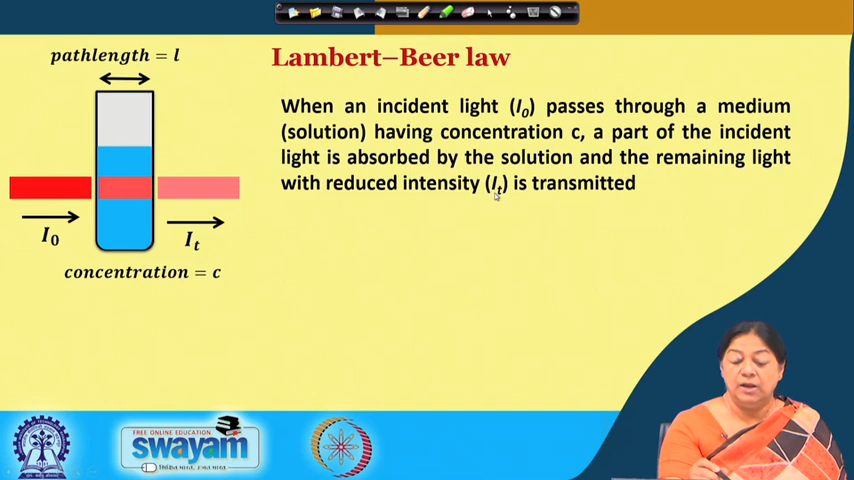 pathlength = l
Lambert–Beer law
When an incident light (I0) passes through a medium
(solution) having concentration c, a part of the incident
light is absorbed by the solution and the remaining light
with reduced intensity (It) is transmitted
I0
It
concentration = c
FREE ONLINE EDUCATION
swayam